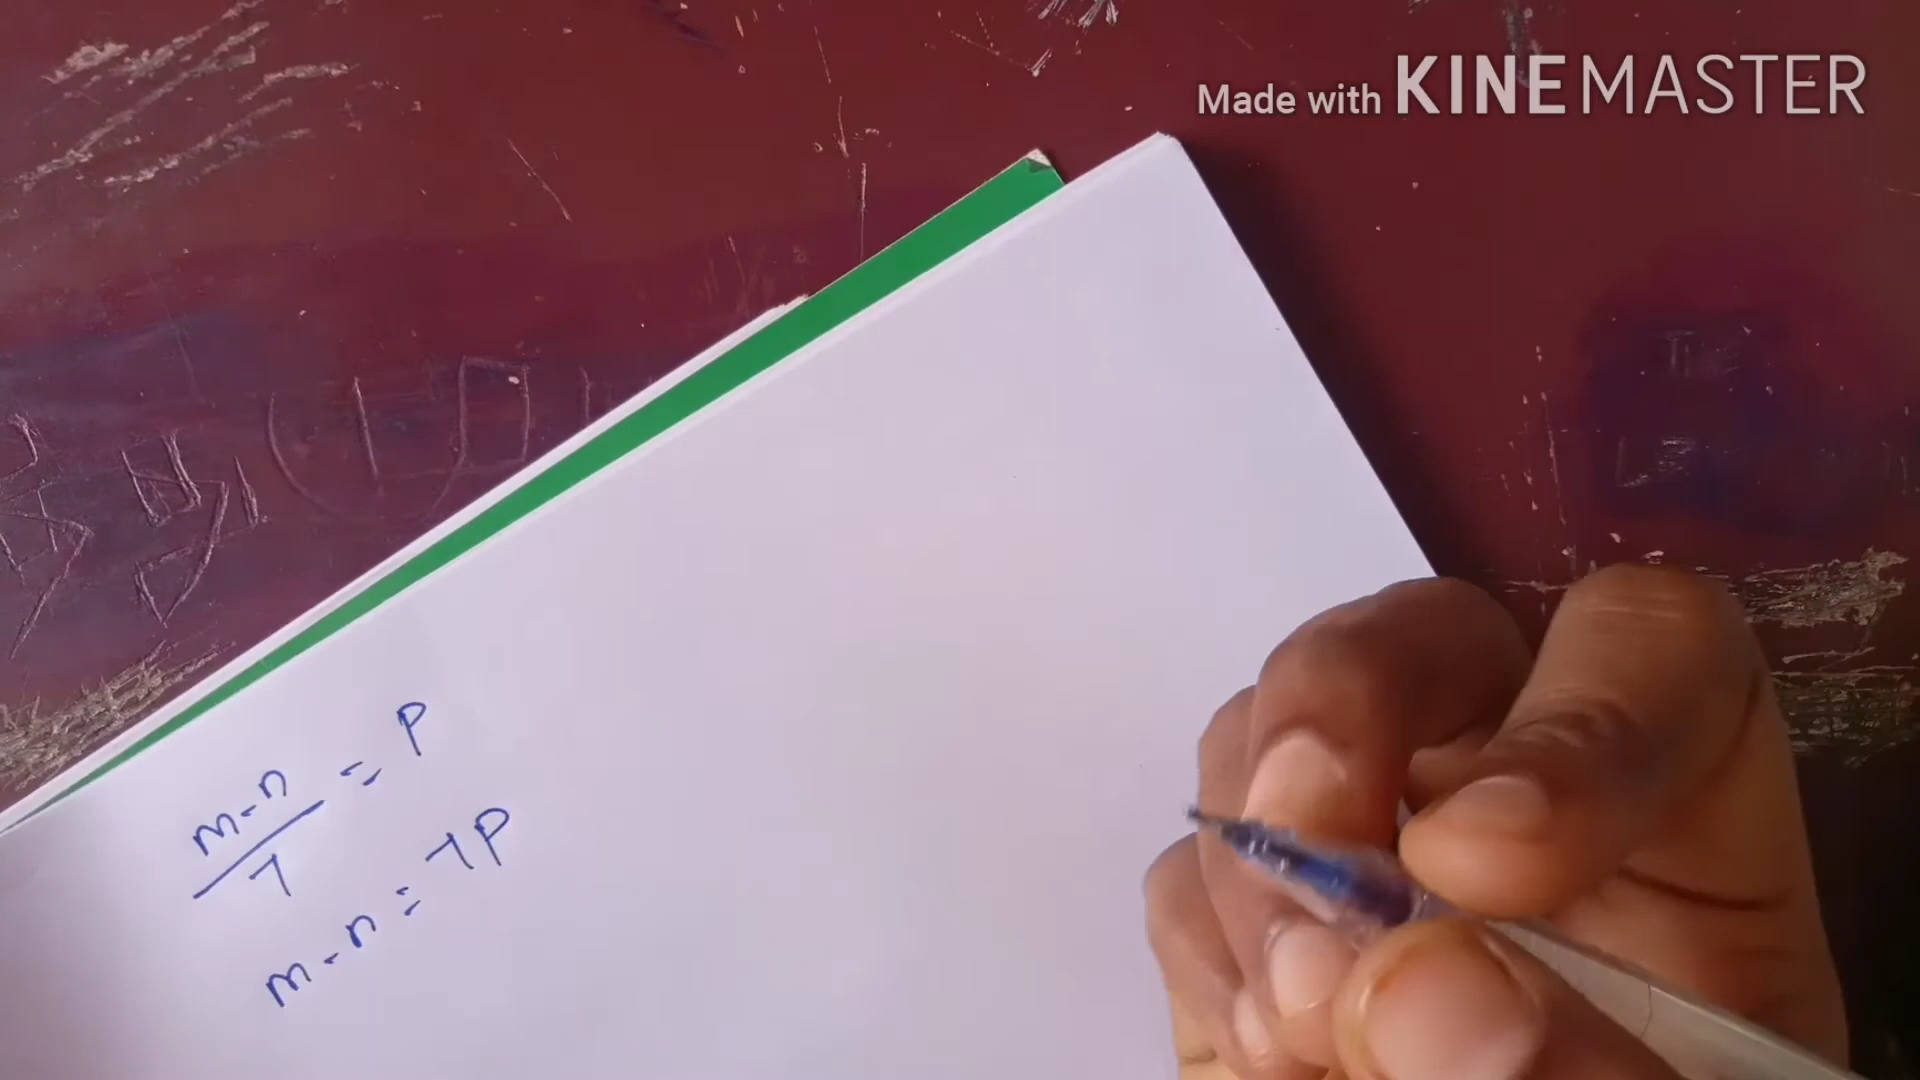 Made with KINEMASTER
m-n/7 = P
m-n = 7P